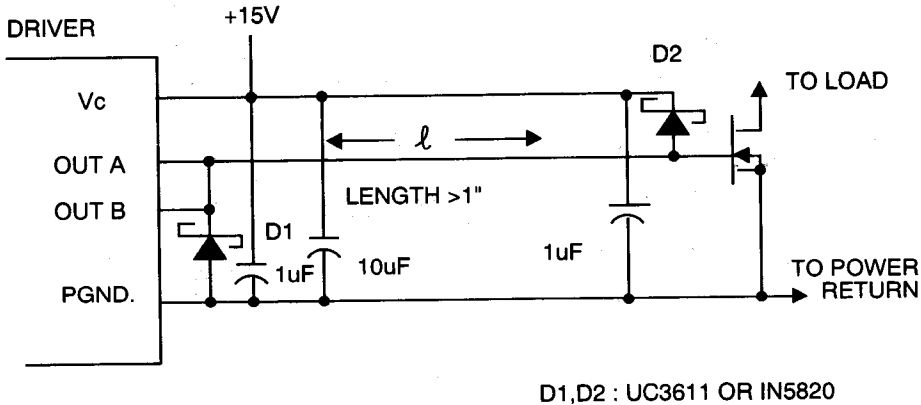 +15V
DRIVER
D2
TO LOAD
Vc
ℓ
OUT A
LENGTH >1"
OUT B
D1
1uF
10uF
1uF
PGND.
TO POWER
RETURN
D1,D2 : UC3611 OR IN5820